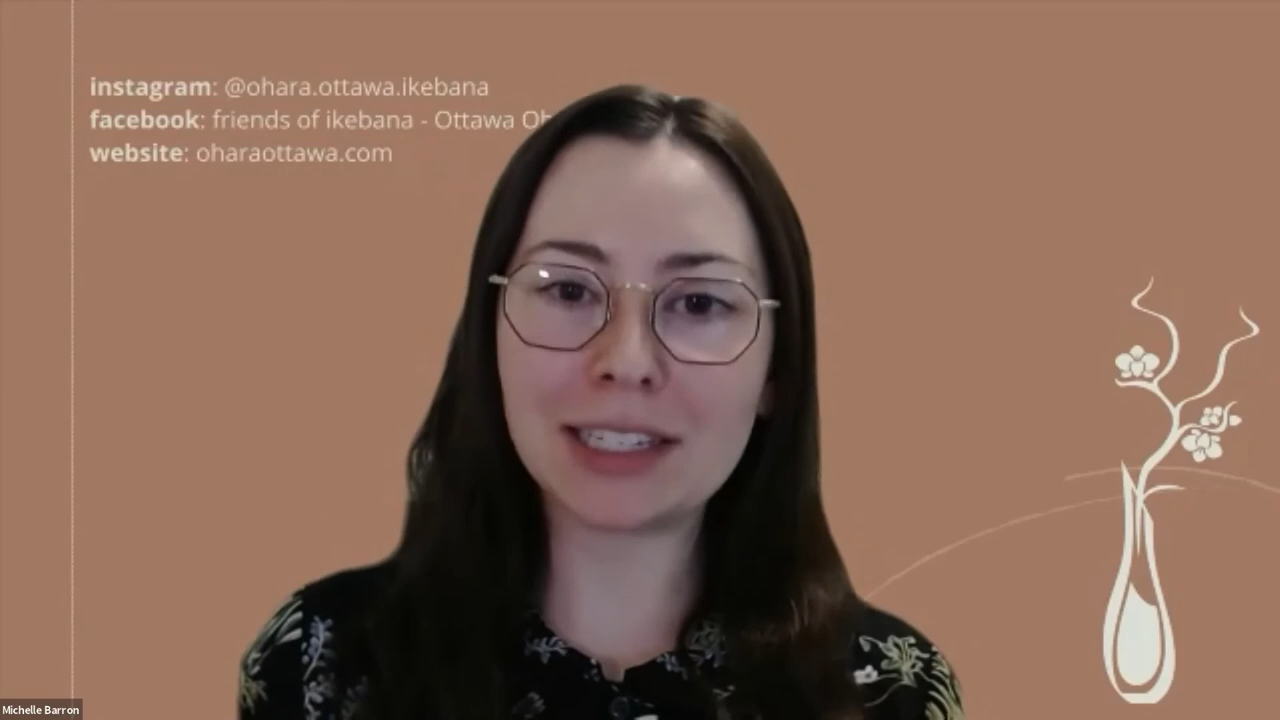 instagram: @ohara.ottawa.ikebana
facebook: friends of ikebana - Ottawa
website: oharaottawa.com
Michelle Barron